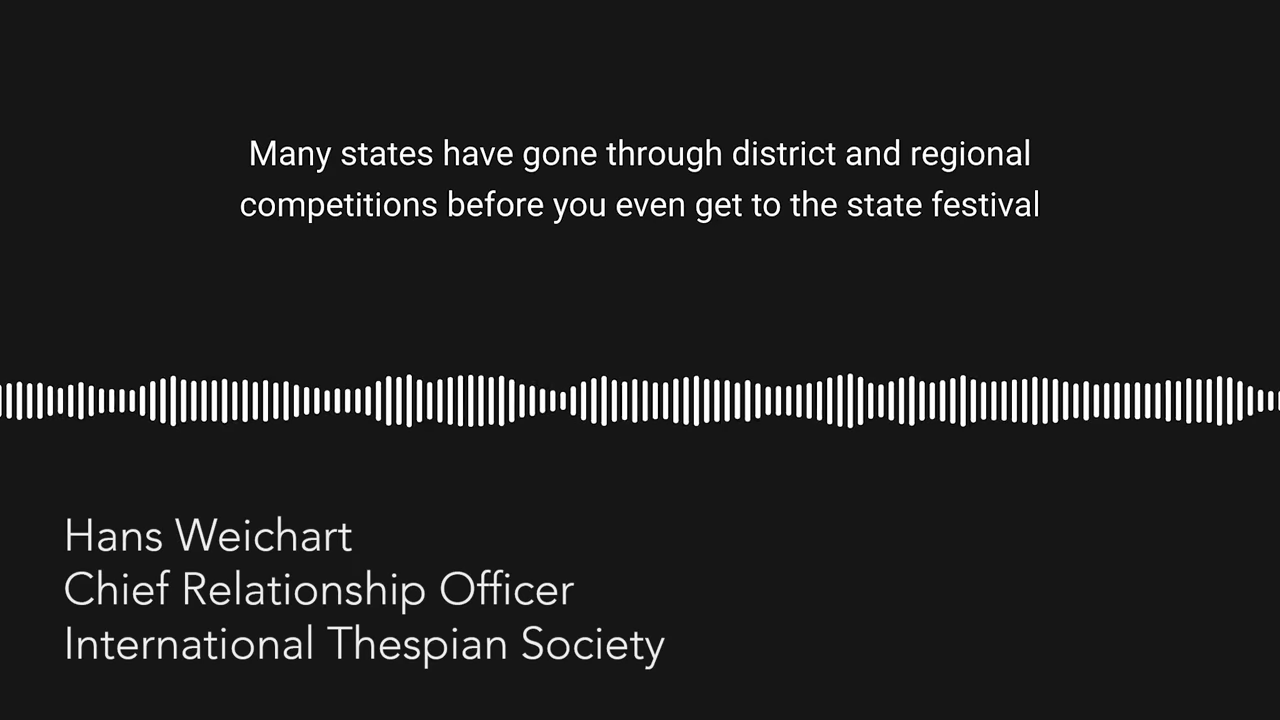 Many states have gone through district and regional
competitions before you even get to the state festival
Hans Weichart
Chief Relationship Officer
International Thespian Society